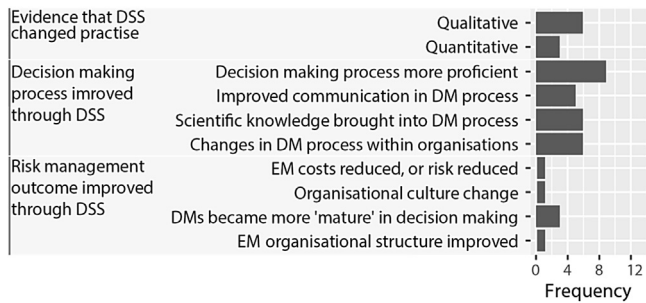 Evidence that DSS
changed practise
Qualitative
Quantitative
Decision making
process imroved
through DSS
Decision making process more proficient
Improved communication in DM process
Scientific knowledge brought into DM process
Changes in DM process within organisations
Risk management
outcome improved
through DSS
EM costs reduced, or risk reduced
Organisational culture change
DMs became more 'mature' in decision making
EM organisational structure improved
0 4 8 12
Frequency